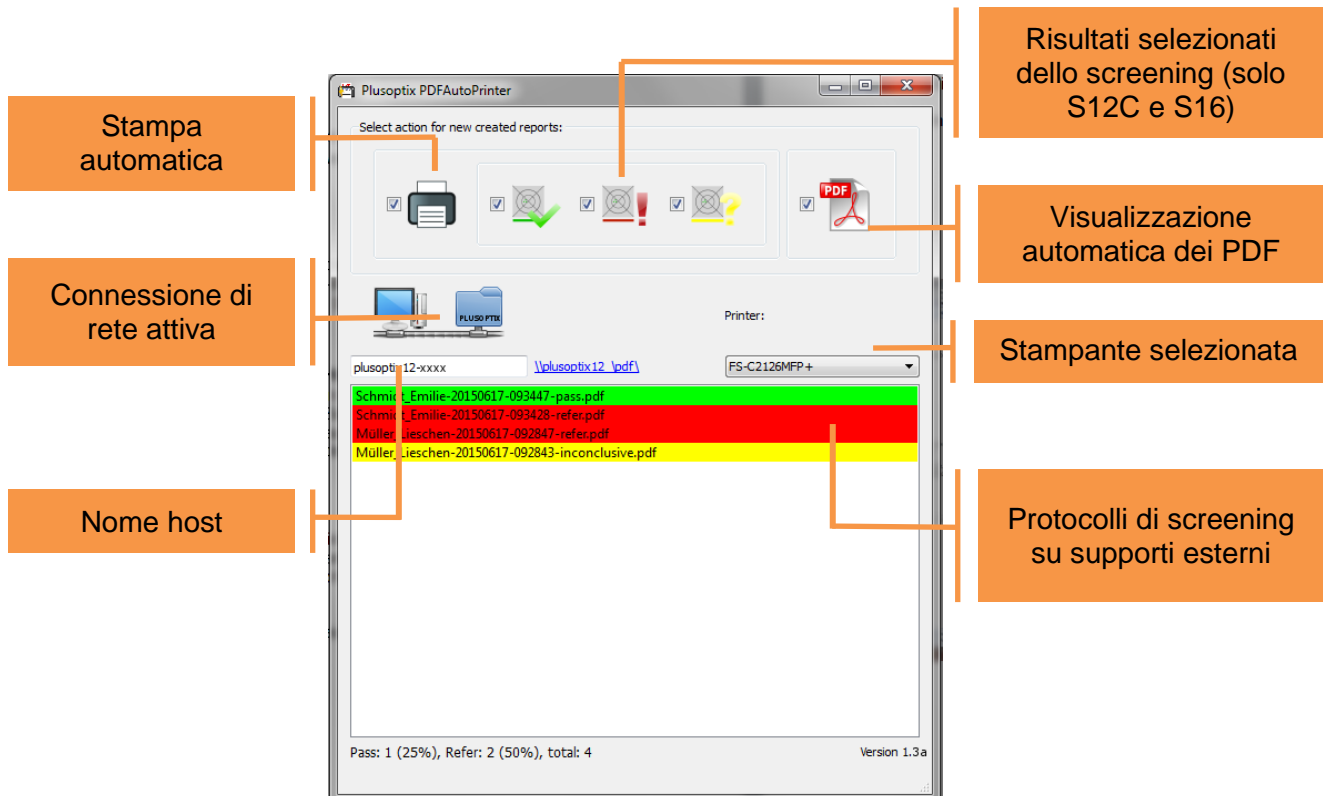 Risultati selezionati
dello screening (solo
S12C e S16)
Stampa
automatica
Plusoptix PDFAutoPrinter
Select action for new created reports:
PDF
Visualizzazione
automatica dei PDF
Connessione di
rete attiva
PLUSOPTIX
Printer:
Stampante selezionata
plusoptix12-xxxx
\\plusoptix12 \pdf\
FS-C2126MFP+
Schmidt_Emilie-20150617-093447-pass.pdf
Schmidt_Emilie-20150617-093428-refer.pdf
Müller_Lieschen-20150617-092847-refer.pdf
Müller_Lieschen-20150617-092843-inconclusive.pdf
Nome host
Protocolli di screening
su supporti esterni
Pass: 1 (25%), Refer: 2 (50%), total: 4
Version 1.3a